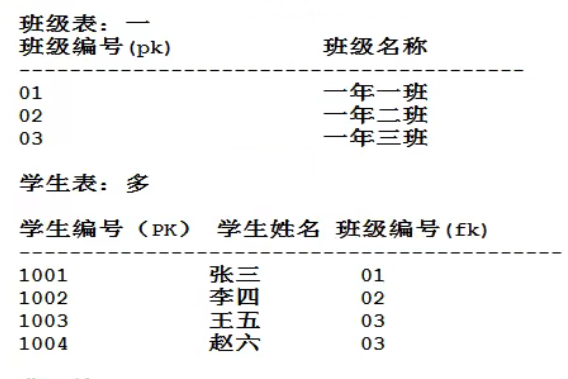 班级表：一
班级编号(pk) 班级名称
----------------------------------------
01 一年一班
02 一年二班
03 一年三班
学生表：多
学生编号（PK） 学生姓名 班级编号(fk)
-------------------------------------------
1001 张三 01
1002 李四 02
1003 王五 03
1004 赵六 03